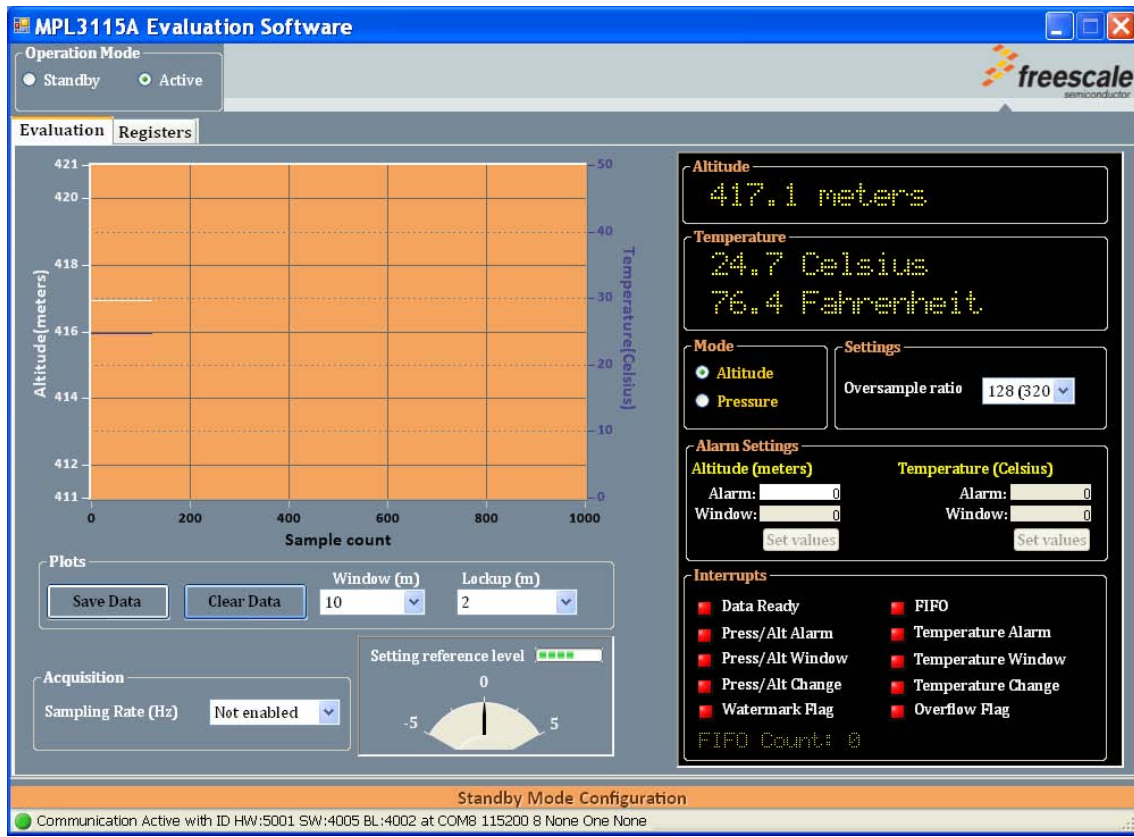 MPL3115A Evaluation Software
Operation Mode
Standby Active
freescale
semiconductor
Evaluation Registers
421
420
418
416
414
412
411
Altitude(meters)
50
40
30
20
10
0
Temperature(Celsius)
0 200 400 600 800 1000
Sample count
Plots
Save Data Clear Data
Window (m)
10
Lockup (m)
2
Acquisition
Sampling Rate (Hz) Not enabled
Setting reference level
0
-5 5
Altitude
417.1 meters
Temperature
24.7 Celsius
76.4 Fahrenheit
Mode
Altitude
Pressure
Settings
Oversample ratio 128 (320
Alarm Settings
Altitude (meters)
Alarm: 0
Window: 0
Set values
Temperature (Celsius)
Alarm: 0
Window: 0
Set values
Interrupts
Data Ready FIFO
Press/Alt Alarm Temperature Alarm
Press/Alt Window Temperature Window
Press/Alt Change Temperature Change
Watermark Flag Overflow Flag
FIFO Count: 0
Standby Mode Configuration
Communication Active with ID HW:5001 SW:4005 BL:4002 at COM8 115200 8 None One None